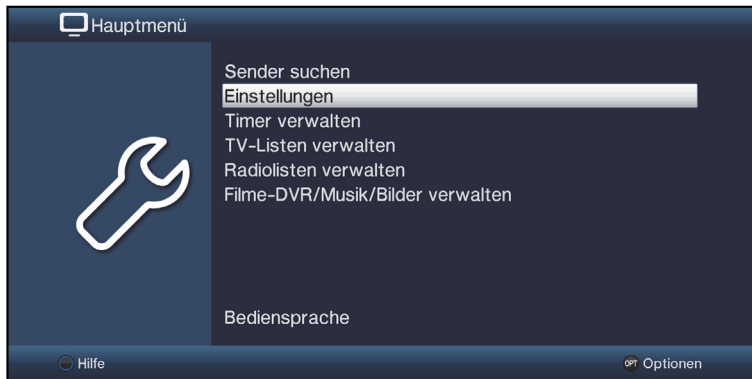 Hauptmenü
Sender suchen
Einstellungen
Timer verwalten
TV-Listen verwalten
Radiolisten verwalten
Filme-DVR/Musik/Bilder verwalten
Bediensprache
Hilfe
OPT Optionen